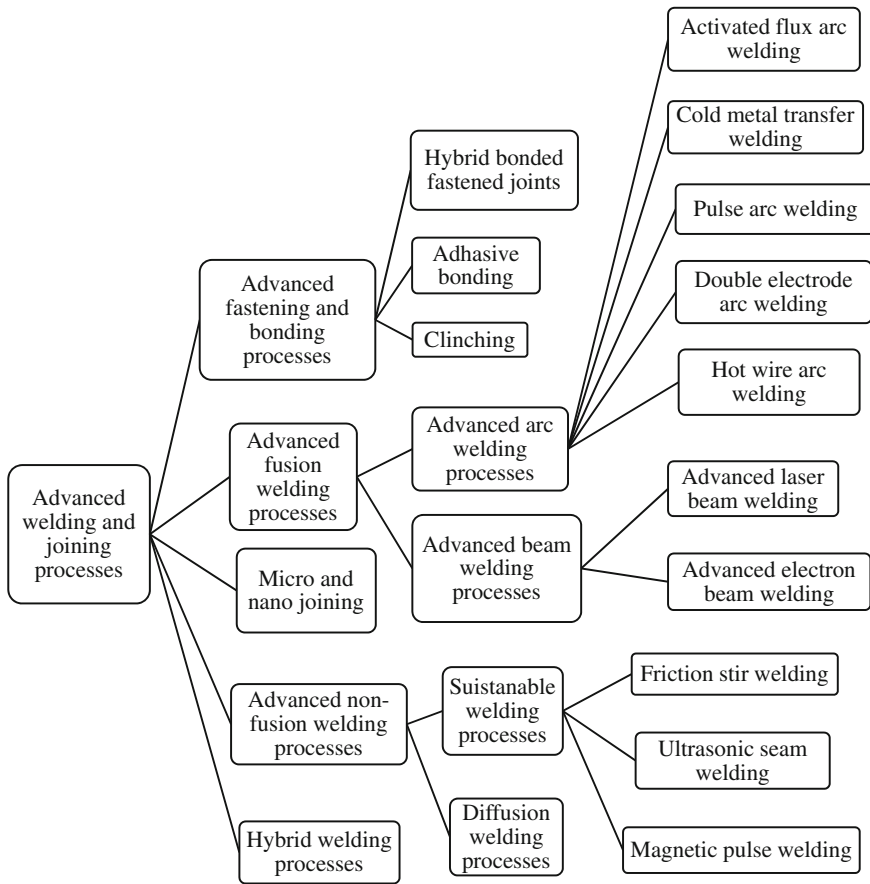 Advanced
welding and
joining
processes
Advanced
fastening and
bonding
processes
Hybrid bonded
fastened joints
Adhasive
bonding
Clinching
Advanced
fusion
welding
processes
Advanced arc
welding
processes
Activated flux arc
welding
Cold metal transfer
welding
Pulse arc welding
Double electrode
arc welding
Hot wire arc
welding
Advanced beam
welding
processes
Advanced laser
beam welding
Advanced electron
beam welding
Micro and
nano joining
Advanced non-
fusion welding
processes
Suistanable
welding
processes
Friction stir welding
Ultrasonic seam
welding
Magnetic pulse welding
Diffusion
welding
processes
Hybrid welding
processes